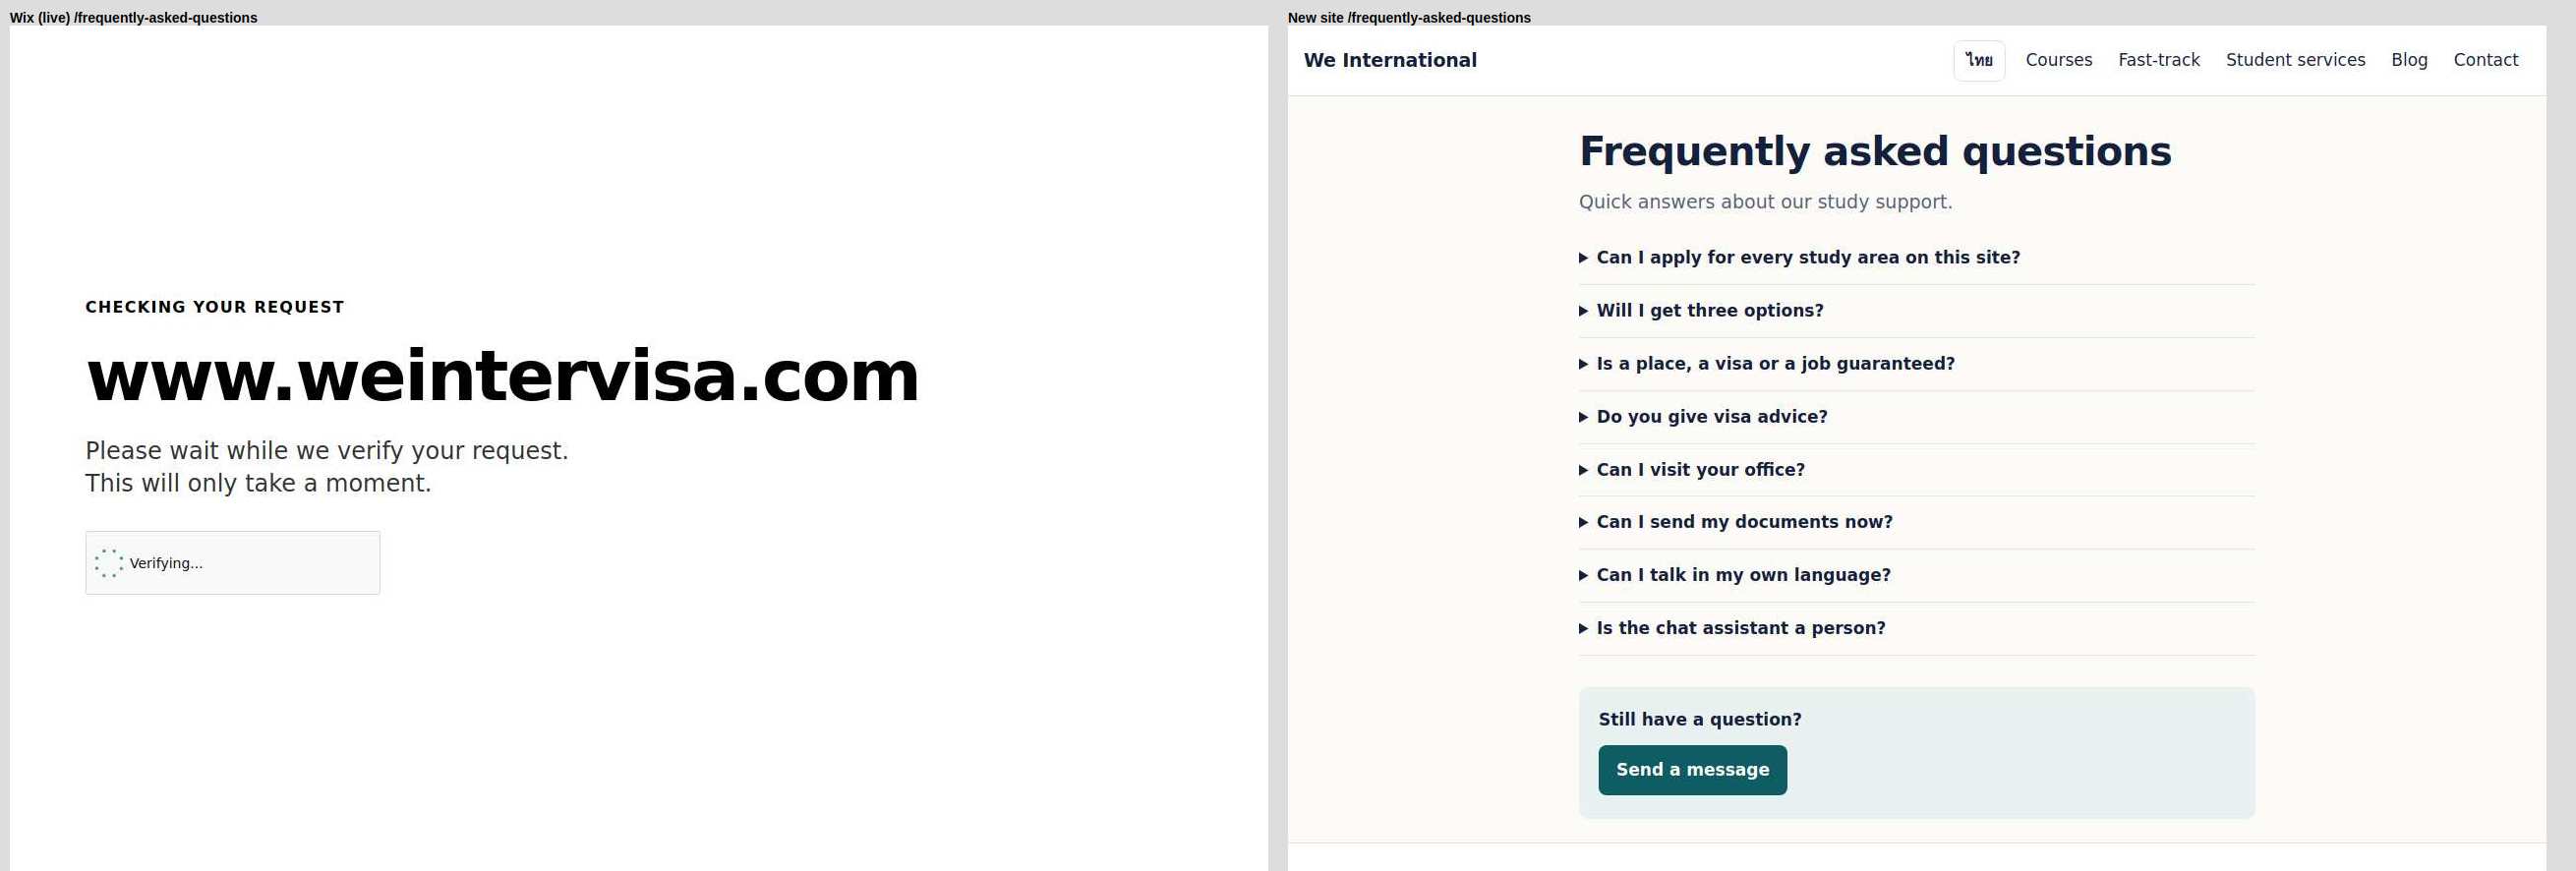 Wix (live) /frequently-asked-questions
CHECKING YOUR REQUEST
www.weintervisa.com
Please wait while we verify your request.
This will only take a moment.
Verifying...
New site /frequently-asked-questions
We International
ไทย
Courses
Fast-track
Student services
Blog
Contact
Frequently asked questions
Quick answers about our study support.
Can I apply for every study area on this site?
Will I get three options?
Is a place, a visa or a job guaranteed?
Do you give visa advice?
Can I visit your office?
Can I send my documents now?
Can I talk in my own language?
Is the chat assistant a person?
Still have a question?
Send a message